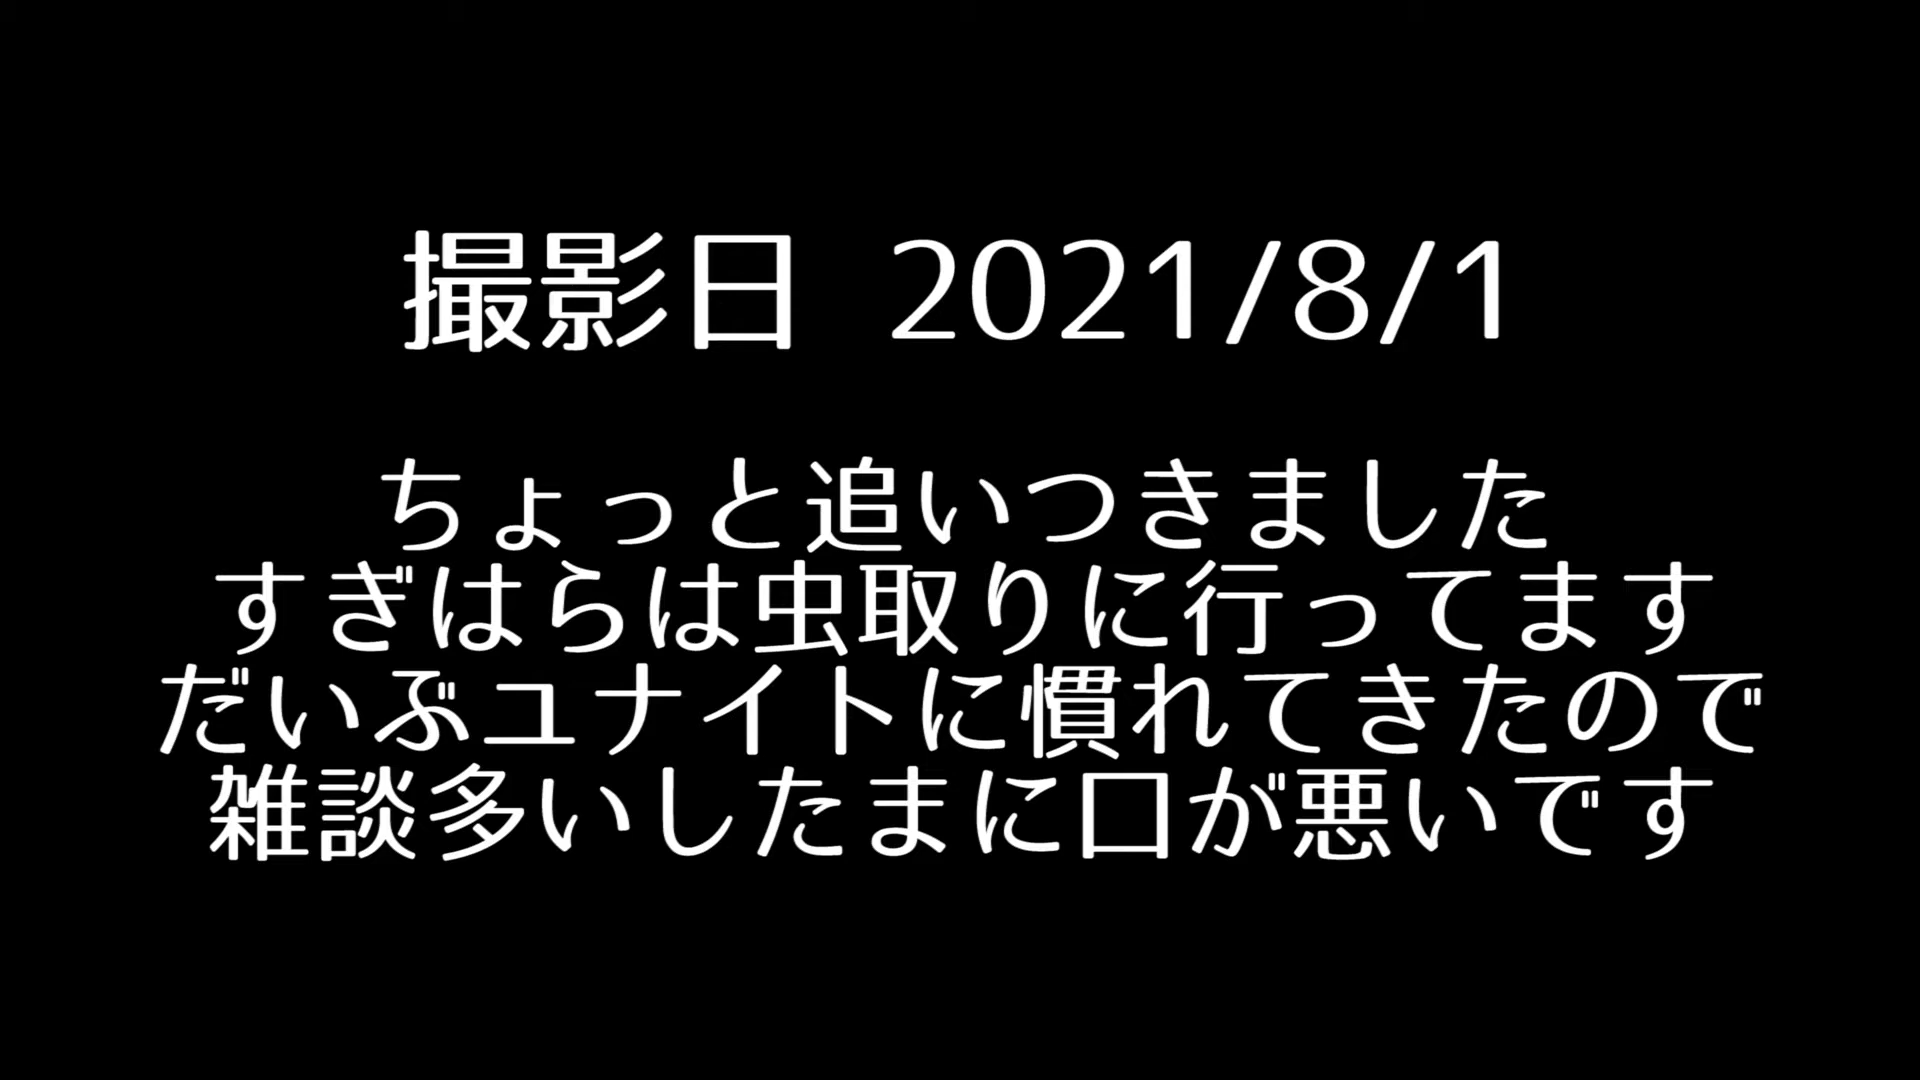 撮影日 2021/8/1
ちょっと追いつきました
すぎはらは虫取りに行ってます
だいぶユナイトに慣れてきたので
雑談多いしたまに口が悪いです